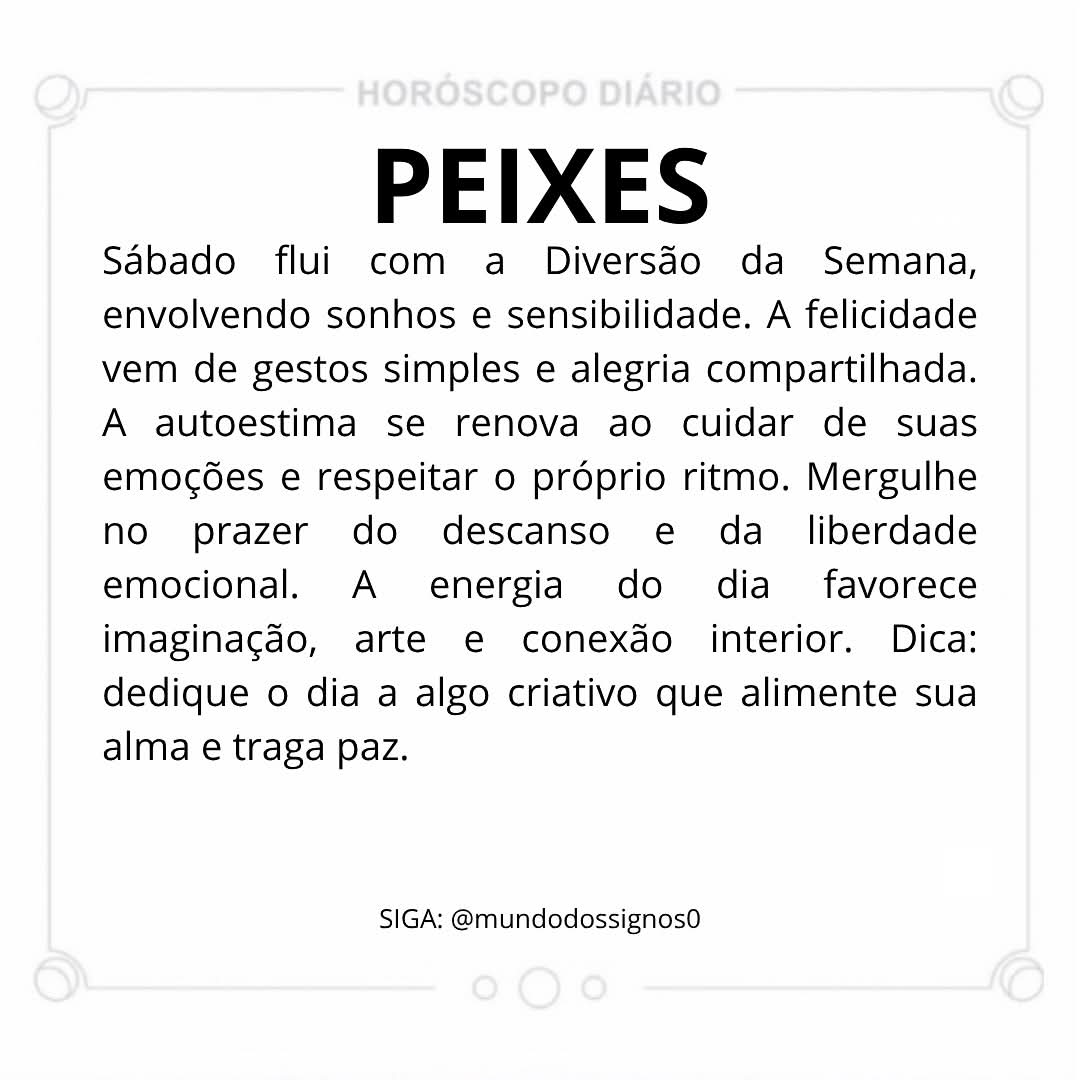 HORÓSCOPO DIÁRIO
PEIXES
Sábado flui com a Diversão da Semana,
envolvendo sonhos e sensibilidade. A felicidade
vem de gestos simples e alegria compartilhada.
A autoestima se renova ao cuidar de suas
emoções e respeitar o próprio ritmo. Mergulhe
no prazer do descanso e da liberdade
emocional. A energia do dia favorece
imaginação, arte e conexão interior. Dica:
dedique o dia a algo criativo que alimente sua
alma e traga paz.
SIGA: @mundodossignos0